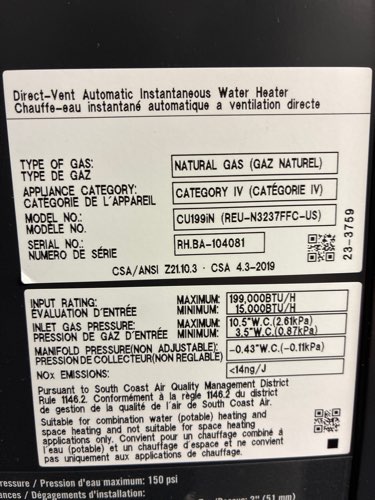 Direct-Vent Automatic Instantaneous Water Heater
Chauffe-eau instantané automatique a ventilation directe
TYPE OF GAS: NATURAL GAS (GAZ NATUREL)
TYPE DE GAZ
APPLIANCE CATEGORY: CATEGORY IV (CATÉGORIE IV)
CATÉGORIE DE L'APPAREIL
MODEL NO.: CU199iN (REU-N3237FFC-US)
MODÈLE NO.
SERIAL NO.: RH.BA-104081
NUMÉRO DE SÉRIE
23-3759
CSA/ANSI Z21.10.3 · CSA 4.3-2019
INPUT RATING: MAXIMUM: 199,000BTU/H
ÉVALUATION D'ENTRÉE MINIMUM: 15,000BTU/H
INLET GAS PRESSURE: MAXIMUM: 10.5"W.C.(2.61kPa)
PRESSION DE GAZ D'ENTRÉE MINIMUM: 3.5"W.C.(0.87kPa)
MANIFOLD PRESSURE(NON ADJUSTABLE): -0.43"W.C.(-0.11kPa)
PRESSION DE COLLECTEUR(NON REGLABLE)
NOx EMISSIONS: <14ng/J
Pursuant to South Coast Air Quality Management District
Rule 1146.2. Conformément à la règle 1146.2 du district
de gestion de la qualité de l'air de South Coast Air.
Suitable for combination water (potable) heating and
space heating and not suitable for space heating
applications only. Convient pour un chauffage combiné à
l'eau (potable) et un chauffage d'espace et ne convient
pas uniquement aux applications de chauffage.
ressure / Pression d'eau maximum: 150 psi
ances / Dégagements d'installation:
2" (51 mm)